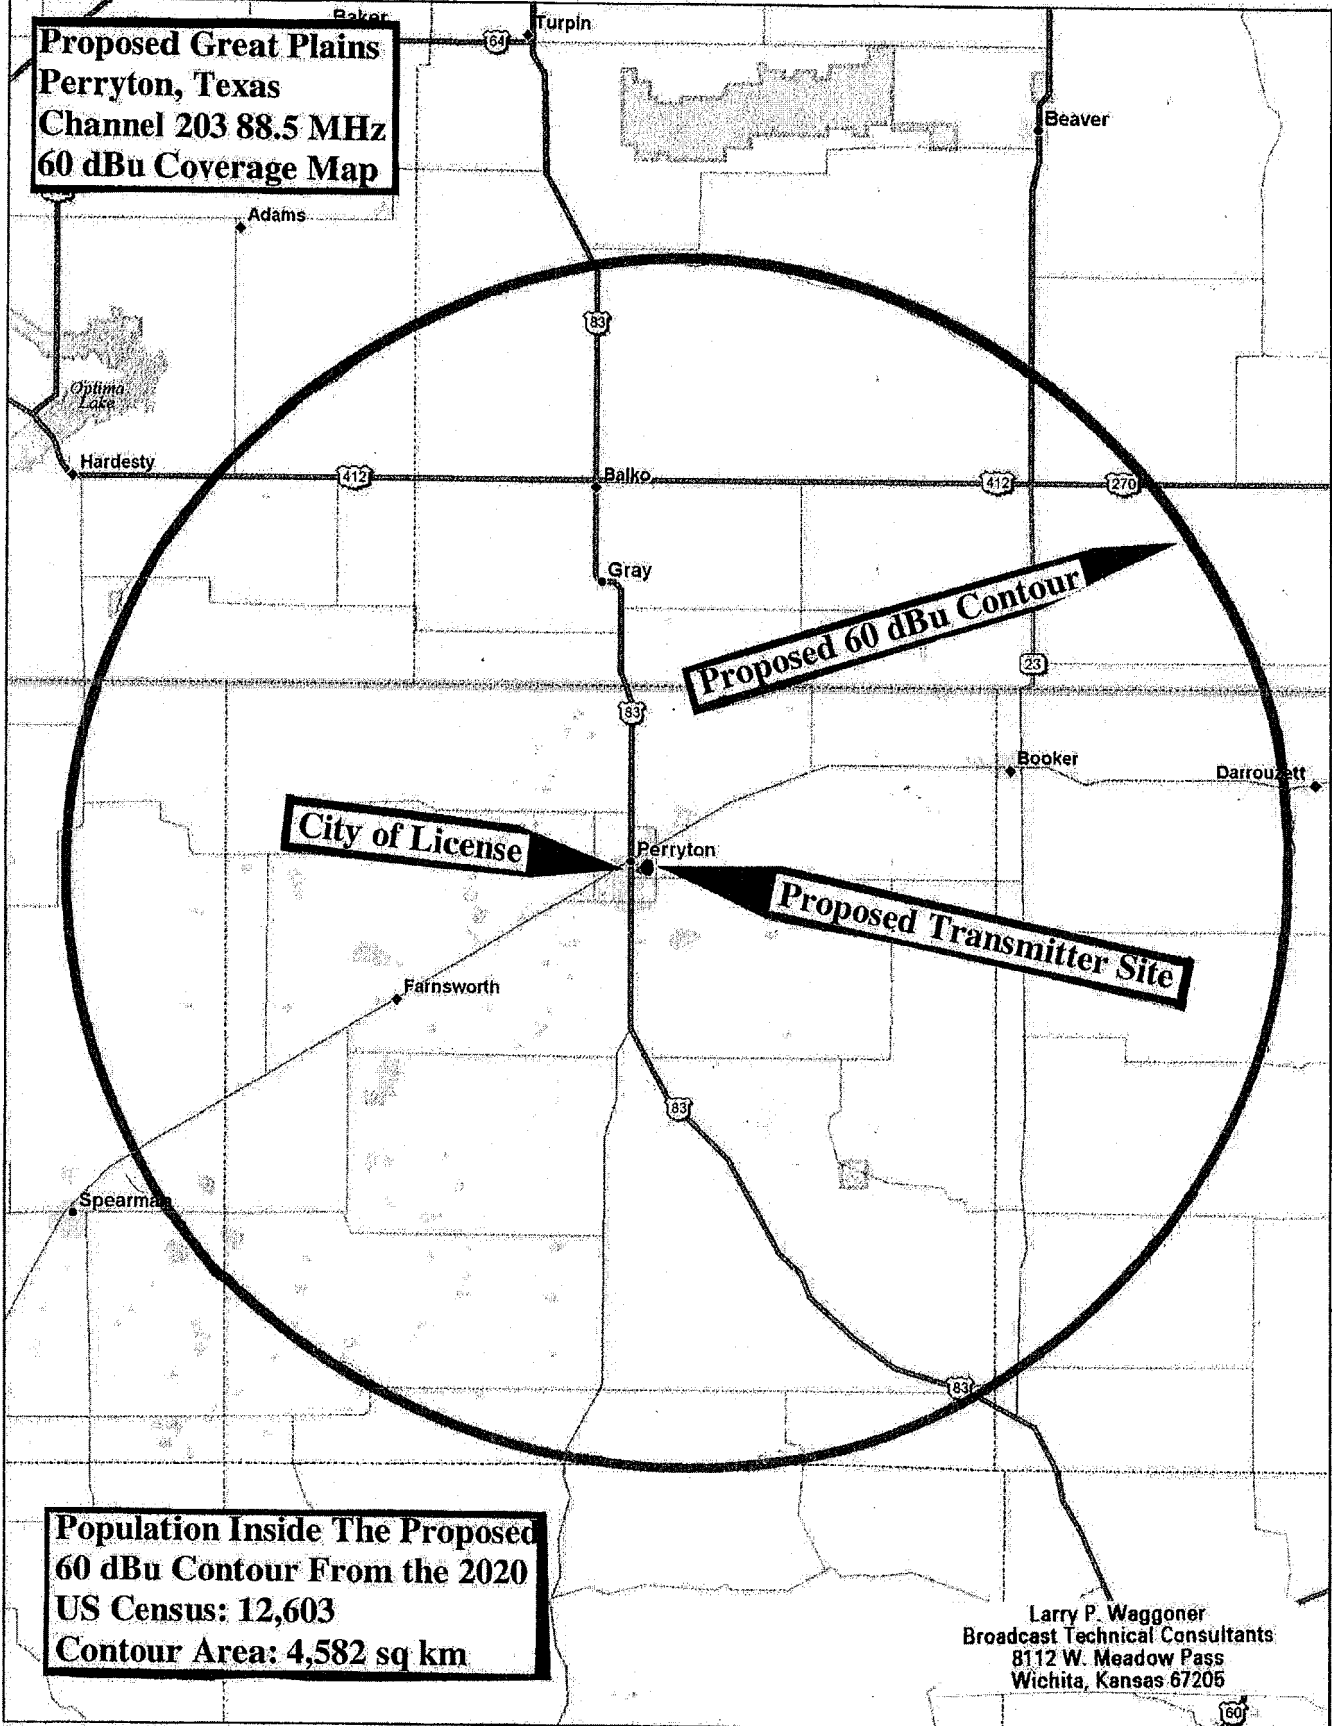 Baker
Turpin
64
Proposed Great Plains
Perryton, Texas
Channel 203 88.5 MHz
60 dBu Coverage Map
Beaver
Adams
83
Optima
Lake
Hardesty
412
Balko
412
270
Gray
Proposed 60 dBu Contour
23
83
Booker
Darrouzett
City of License
Perryton
Proposed Transmitter Site
Farnsworth
83
Spearman
83
Population Inside The Proposed
60 dBu Contour From the 2020
US Census: 12,603
Contour Area: 4,582 sq km
Larry P. Waggoner
Broadcast Technical Consultants
8112 W. Meadow Pass
Wichita, Kansas 67205
60